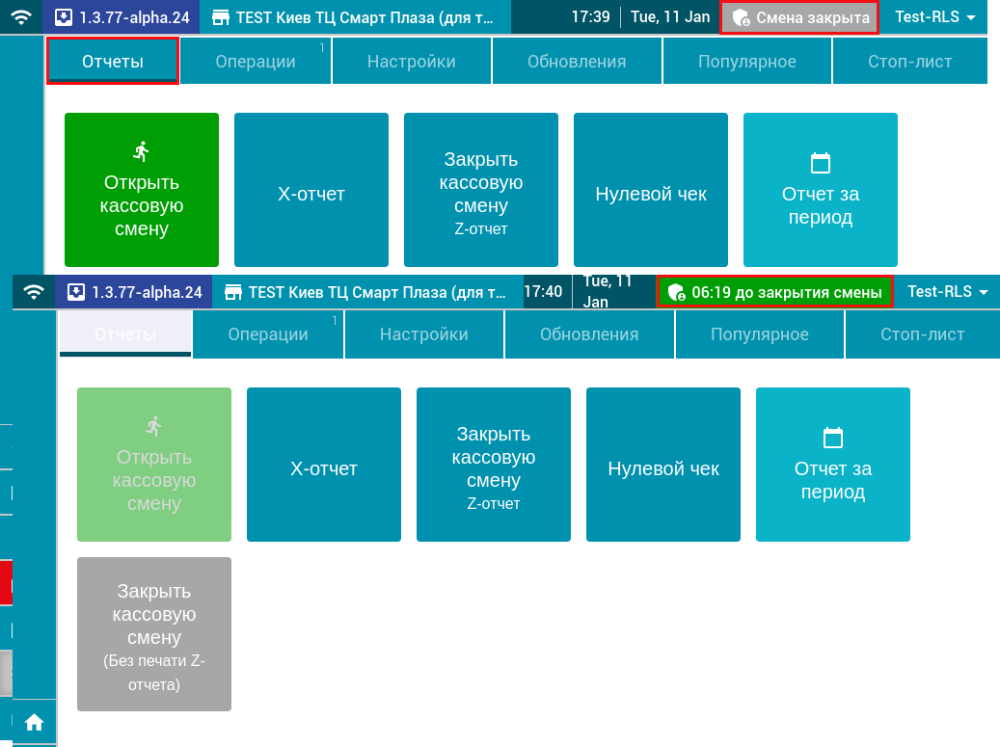 1.3.77-alpha.24 TEST Киев ТЦ Смарт Плаза (для т... 17:39 Tue, 11 Jan Смена закрыта Test-RLS
Отчеты Операции 1 Настройки Обновления Популярное Стоп-лист
Открыть
кассовую
смену
X-отчет
Закрыть
кассовую
смену
Z-отчет
Нулевой чек
Отчет за
период
1.3.77-alpha.24 TEST Киев ТЦ Смарт Плаза (для т... 17:40
Tue, 11
Jan
06:19 до закрытия смены Test-RLS
Отчеты Операции 1 Настройки Обновления Популярное Стоп-лист
Открыть
кассовую
смену
X-отчет
Закрыть
кассовую
смену
Z-отчет
Нулевой чек
Отчет за
период
Закрыть
кассовую
смену
(Без печати Z-
отчета)